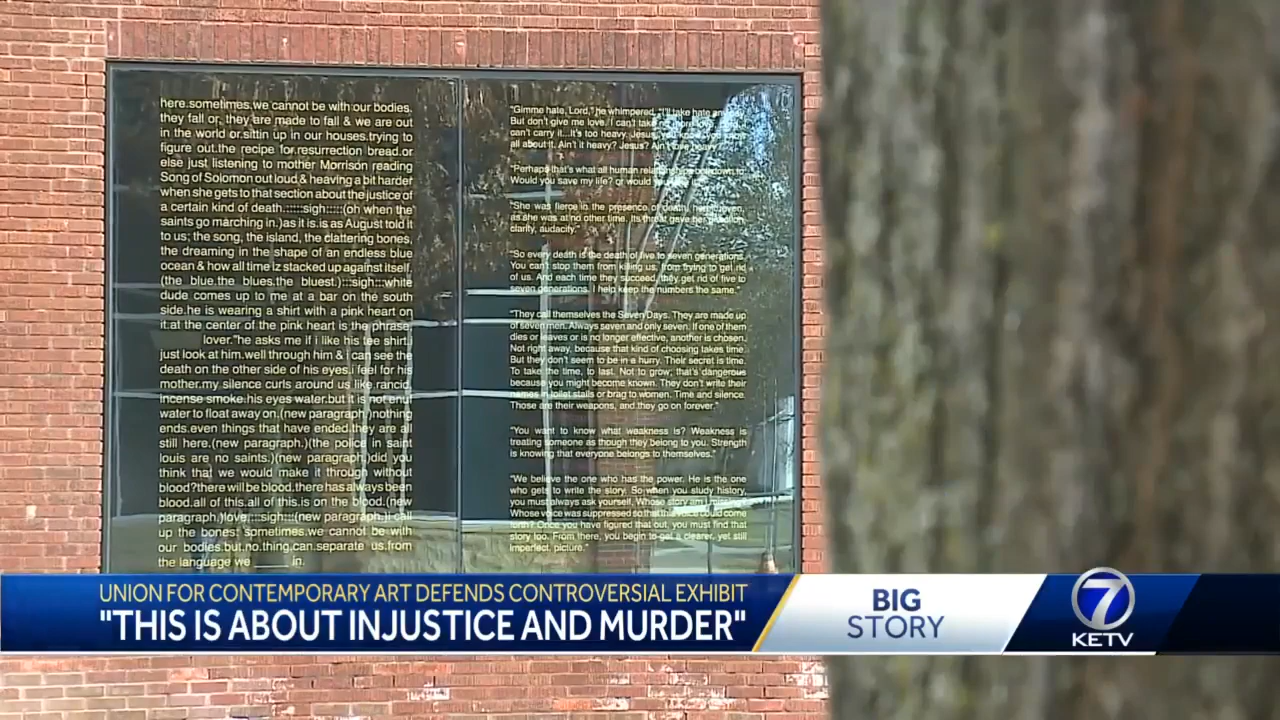 here.sometimes.we cannot be with our bodies.
they fall or, they are made to fall & we are out
in the world or.sittin up in our houses.trying to
figure out.the recipe for.resurrection bread.or
else just listening to mother Morrison reading
Song of Solomon out loud & heaving a bit harder
when she gets to that section about the justice of
a certain kind of death::::::sigh:::::(oh when the
saints go marching in.)as it is.is as August told it
to us; the song, the island, the clattering bones,
the dreaming in the shape of an endless blue
ocean & how all time iz stacked up against itself.
(the blue.the blues.the bluest.):::sigh:::white
dude comes up to me at a bar on the south
side.he is wearing a shirt with a pink heart on
it.at the center of the pink heart is the phrase,
lover."he asks me if i like his tee shirt.i
just look at him.well through him & i can see the
death on the other side of his eyes.i feel for his
mother.my silence curls around us like rancid
incense smoke.his eyes water.but it is not enuf
water to float away on.(new paragraph.)nothing
ends.even things that have ended.they are all
still here.(new paragraph.)(the police in saint
louis are no saints.)(new paragraph.)did you
think that we would make it through without
blood?there will be blood.there has always been
blood.all of this.all of this.is on the blood.(new
paragraph.)love,:::sigh:::(new paragraph.)i call
up the bones: sometimes.we cannot be with
our bodies.but.no.thing.can.separate us.from
the language we ____ in.
"Gimme hate, Lord," he whimpered. "I'll take hate any
But don't give me love. I can't take
can't carry it...It's too heavy. Jesus, you know,
all about it. Ain't it heavy? Jesus? Ain't love heavy?
"Perhaps that's what all human relationships boil down to:
Would you save my life? or would you
"She was fierce in the presence of death, heroic even,
as she was at no other time. Its threat gave her direction,
clarity, audacity."
"So every death is the death of five to seven generations.
You can't stop them from killing us, from trying to get rid
of us. And each time they succeed, they get rid of five to
seven generations. I help keep the numbers the same."
"They call themselves the Seven Days. They are made up
of seven men. Always seven and only seven. If one of them
dies or leaves or is no longer effective, another is chosen.
Not right away, because that kind of choosing takes time.
But they don't seem to be in a hurry. Their secret is time.
To take the time, to last. Not to grow; that's dangerous
because you might become known. They don't write their
names in toilet stalls or brag to women. Time and silence.
Those are their weapons, and they go on forever."
"You want to know what weakness is? Weakness is
treating someone as though they belong to you. Strength
is knowing that everyone belongs to themselves."
"We believe the one who has the power. He is the one
who gets to write the story. So when you study history,
you must always ask yourself, Whose story am I missing?
Whose voice was suppressed so that this voice could come
forth? Once you have figured that out, you must find that
story too. From there, you begin to get a clearer, yet still
imperfect, picture."
UNION FOR CONTEMPORARY ART DEFENDS CONTROVERSIAL EXHIBIT
"THIS IS ABOUT INJUSTICE AND MURDER"
BIG
STORY
7
KETV